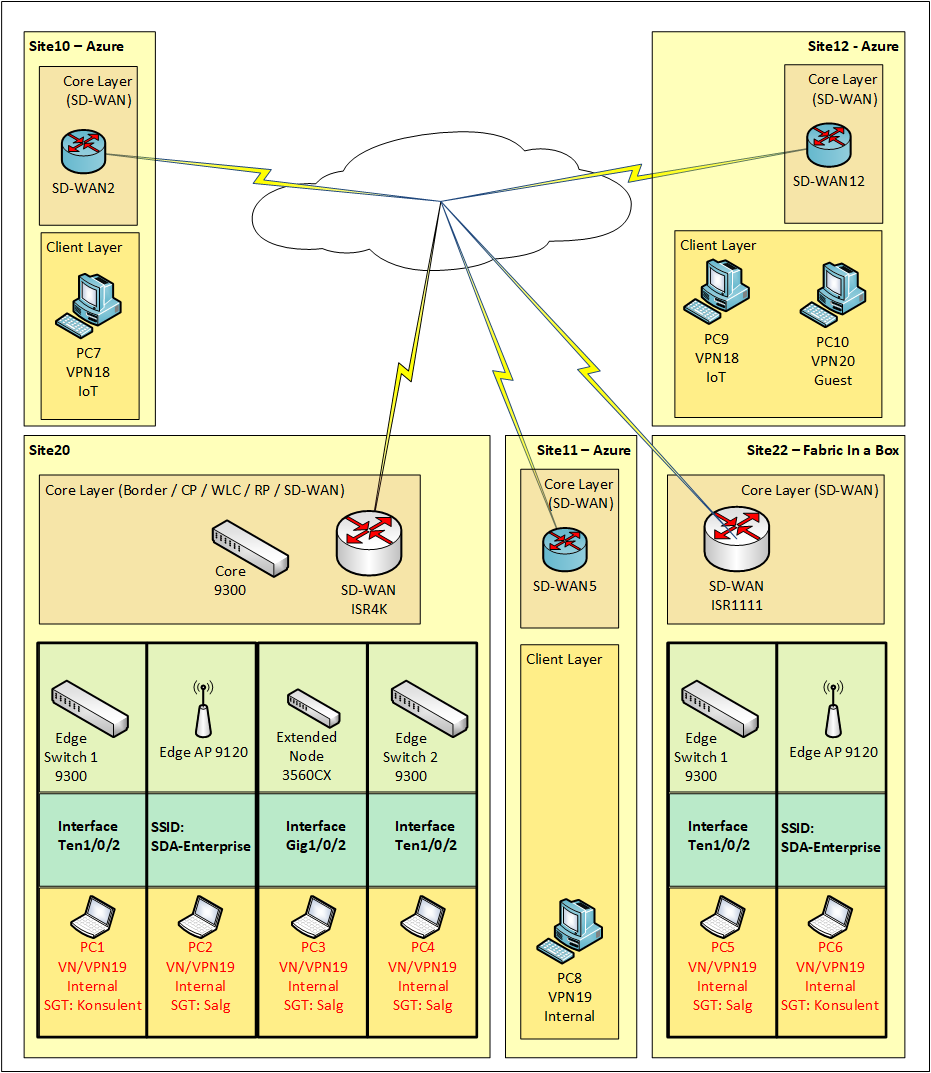 Site10 – Azure
Core Layer
(SD-WAN)
SD-WAN2
Client Layer
PC7
VPN18
IoT
Site12 - Azure
Core Layer
(SD-WAN)
SD-WAN12
Client Layer
PC9
VPN18
IoT
PC10
VPN20
Guest
Site20
Core Layer (Border / CP / WLC / RP / SD-WAN)
Core
9300
SD-WAN
ISR4K
Edge
Switch 1
9300
Edge AP 9120
Extended
Node
3560CX
Edge
Switch 2
9300
Interface
Ten1/0/2
SSID:
SDA-Enterprise
Interface
Gig1/0/2
Interface
Ten1/0/2
PC1
VN/VPN19
Internal
SGT: Konsulent
PC2
VN/VPN19
Internal
SGT: Salg
PC3
VN/VPN19
Internal
SGT: Salg
PC4
VN/VPN19
Internal
SGT: Salg
Site11 – Azure
Core Layer
(SD-WAN)
SD-WAN5
Client Layer
PC8
VPN19
Internal
Site22 – Fabric In a Box
Core Layer (SD-WAN)
SD-WAN
ISR1111
Edge
Switch 1
9300
Edge AP 9120
Interface
Ten1/0/2
SSID:
SDA-Enterprise
PC5
VN/VPN19
Internal
SGT: Salg
PC6
VN/VPN19
Internal
SGT: Konsulent